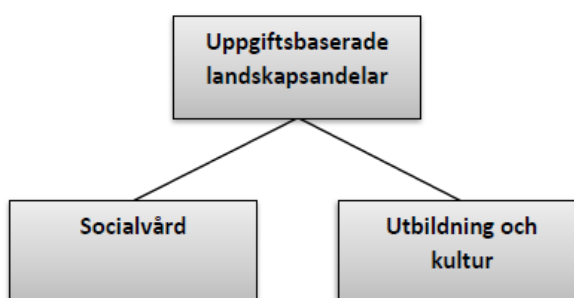 Uppgiftsbaserade
landskapsandelar
Socialvård
Utbildning och
kultur